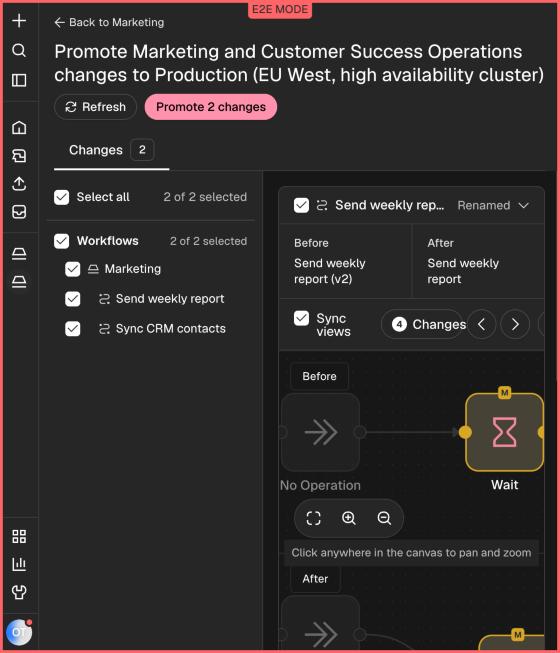 E2E MODE
Back to Marketing
Promote Marketing and Customer Success Operations
changes to Production (EU West, high availability cluster)
Refresh
Promote 2 changes
Changes 2
Select all 2 of 2 selected
Workflows 2 of 2 selected
Marketing
Send weekly report
Sync CRM contacts
Send weekly rep... Renamed
Before
Send weekly
report (v2)
After
Send weekly
report
Sync
views
4 Changes
Before
M
No Operation
Wait
Click anywhere in the canvas to pan and zoom
After
M
OT